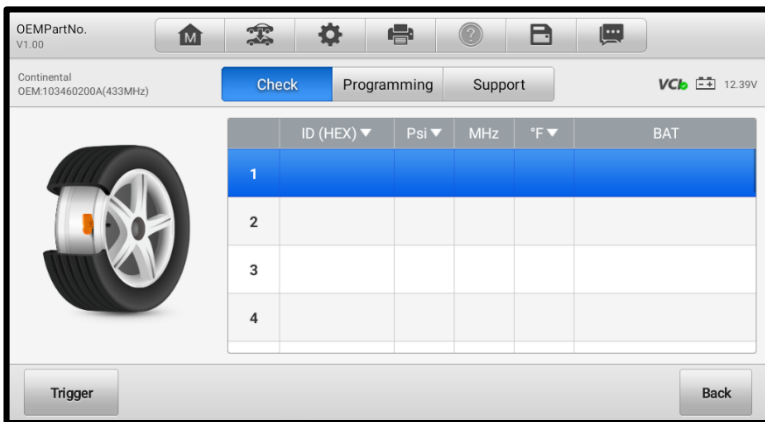 OEMPartNo.
V1.00
M
Continental
OEM:103460200A(433MHz)
Check Programming Support
VCI 12.39V
ID (HEX) ▼ Psi ▼ MHz °F ▼ BAT
1
2
3
4
Trigger Back